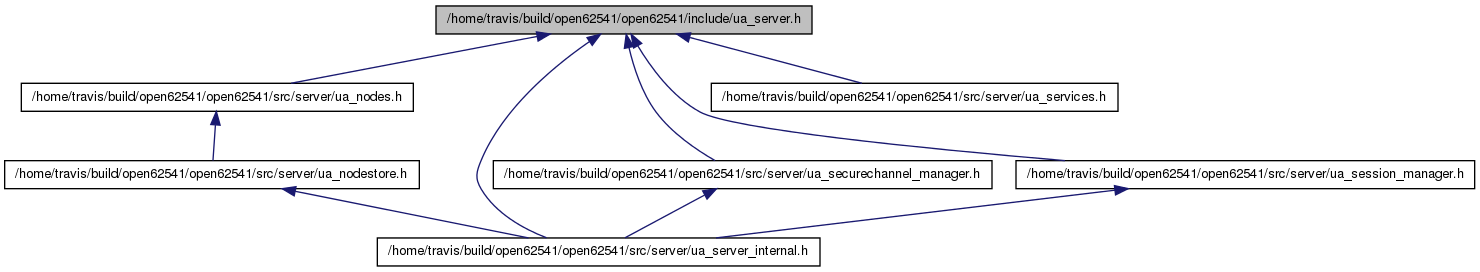 /home/travis/build/open62541/open62541/include/ua_server.h
/home/travis/build/open62541/open62541/src/server/ua_nodes.h
/home/travis/build/open62541/open62541/src/server/ua_services.h
/home/travis/build/open62541/open62541/src/server/ua_nodestore.h
/home/travis/build/open62541/open62541/src/server/ua_securechannel_manager.h
/home/travis/build/open62541/open62541/src/server/ua_session_manager.h
/home/travis/build/open62541/open62541/src/server/ua_server_internal.h